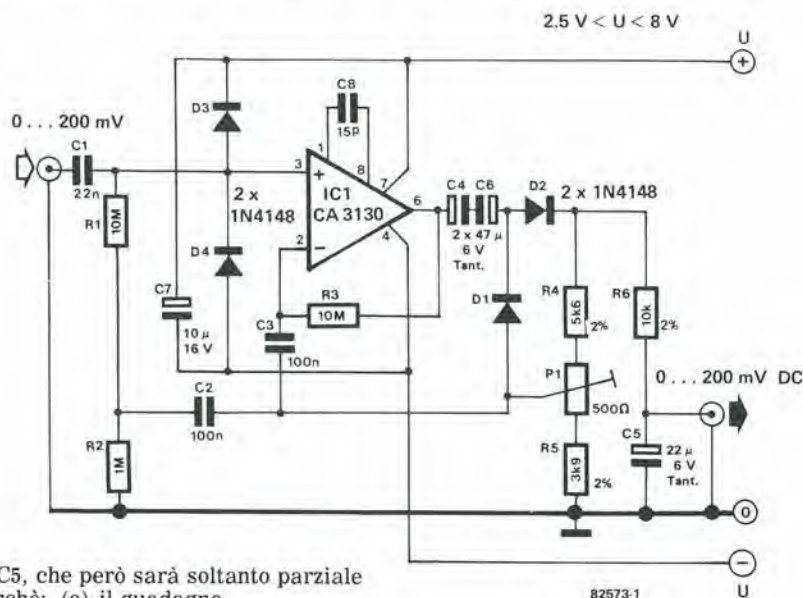 2.5 V < U < 8 V
U
+
0 . . . 200 mV
C1
22n
R1
10M
D3
2 x
1N4148
D4
C8
15p
1
8
3
+
7
IC1
CA 3130
6
2
−
4
C4
C6
2 x 47 µ
6 V
Tant.
D2
2 x 1N4148
C7
10 µ
16 V
R3
10M
C3
100n
D1
R4
5k6
2%
R6
10k
2%
P1
500Ω
0 . . . 200 mV DC
C2
100n
R2
1M
R5
3k9
2%
C5
22 µ
6 V
Tant.
0
−
U
C5, che però sarà soltanto parziale
82573-1
rchè: (a) il guadagno